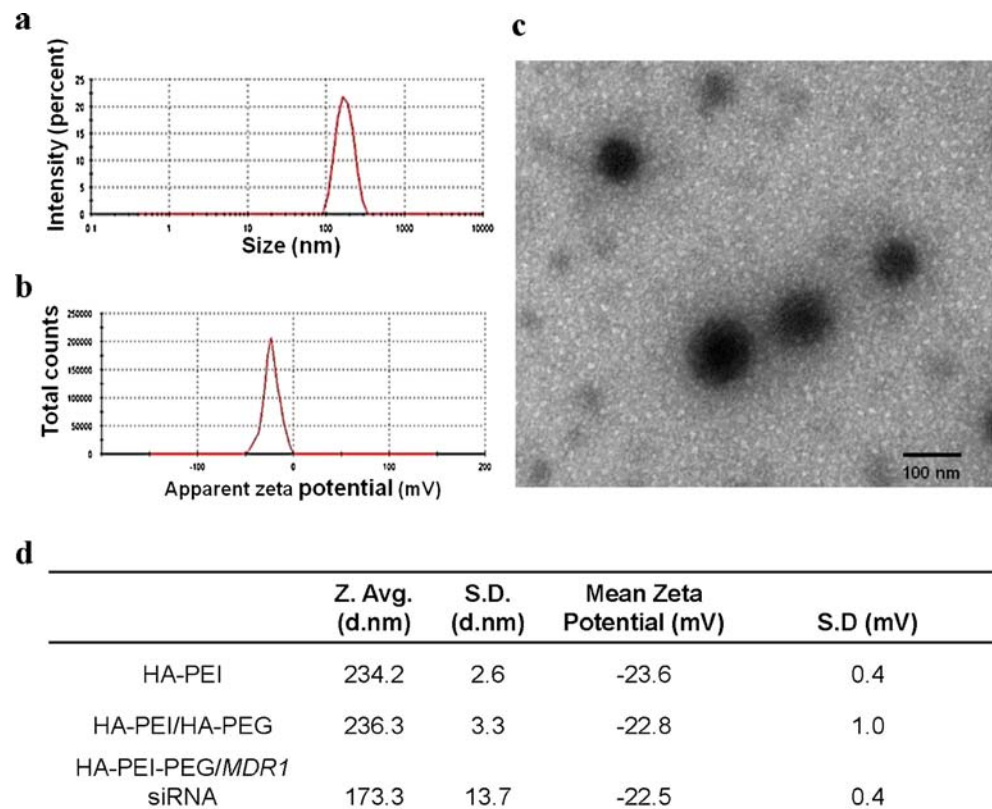 a
Intensity (percent)
25
20
15
10
5
0
0.1 1 10 100 1000 10000
Size (nm)
b
Total counts
250000
200000
150000
100000
50000
0
-100 0 100 200
Apparent zeta potential (mV)
c
100 nm
d
Z. Avg. (d.nm) S.D. (d.nm) Mean Zeta Potential (mV) S.D (mV)
HA-PEI 234.2 2.6 -23.6 0.4
HA-PEI/HA-PEG 236.3 3.3 -22.8 1.0
HA-PEI-PEG/MDR1
siRNA 173.3 13.7 -22.5 0.4